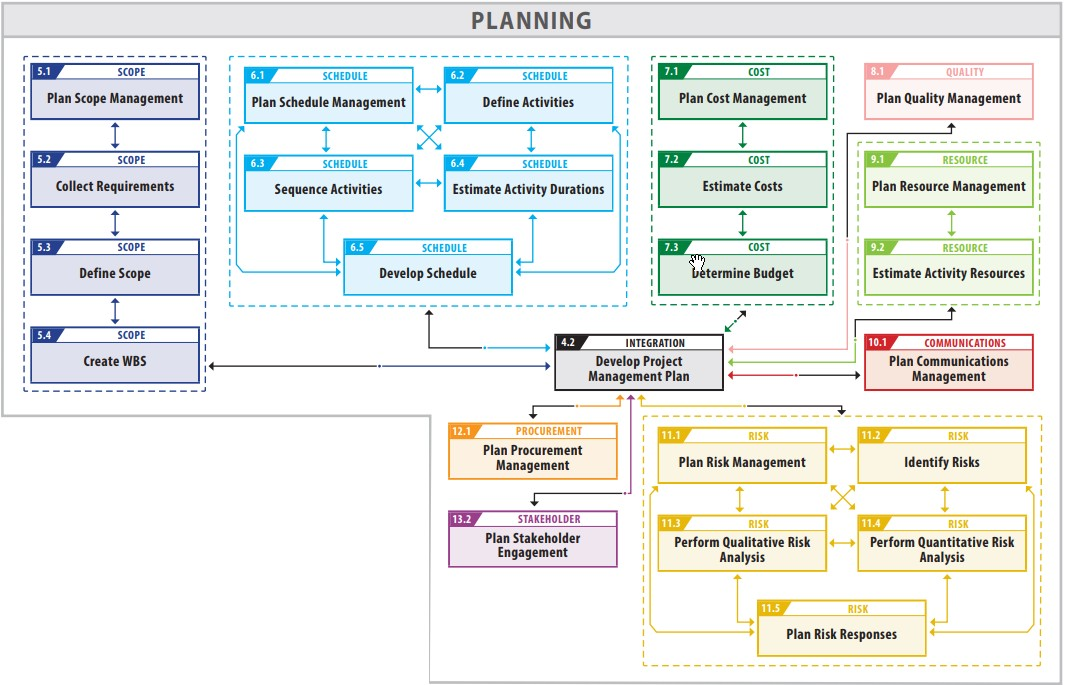 PLANNING
5.1 SCOPE
Plan Scope Management
5.2 SCOPE
Collect Requirements
5.3 SCOPE
Define Scope
5.4 SCOPE
Create WBS
6.1 SCHEDULE
Plan Schedule Management
6.2 SCHEDULE
Define Activities
6.3 SCHEDULE
Sequence Activities
6.4 SCHEDULE
Estimate Activity Durations
6.5 SCHEDULE
Develop Schedule
7.1 COST
Plan Cost Management
7.2 COST
Estimate Costs
7.3 COST
Determine Budget
8.1 QUALITY
Plan Quality Management
9.1 RESOURCE
Plan Resource Management
9.2 RESOURCE
Estimate Activity Resources
4.2 INTEGRATION
Develop Project
Management Plan
10.1 COMMUNICATIONS
Plan Communications
Management
12.1 PROCUREMENT
Plan Procurement
Management
13.2 STAKEHOLDER
Plan Stakeholder
Engagement
11.1 RISK
Plan Risk Management
11.2 RISK
Identify Risks
11.3 RISK
Perform Qualitative Risk
Analysis
11.4 RISK
Perform Quantitative Risk
Analysis
11.5 RISK
Plan Risk Responses